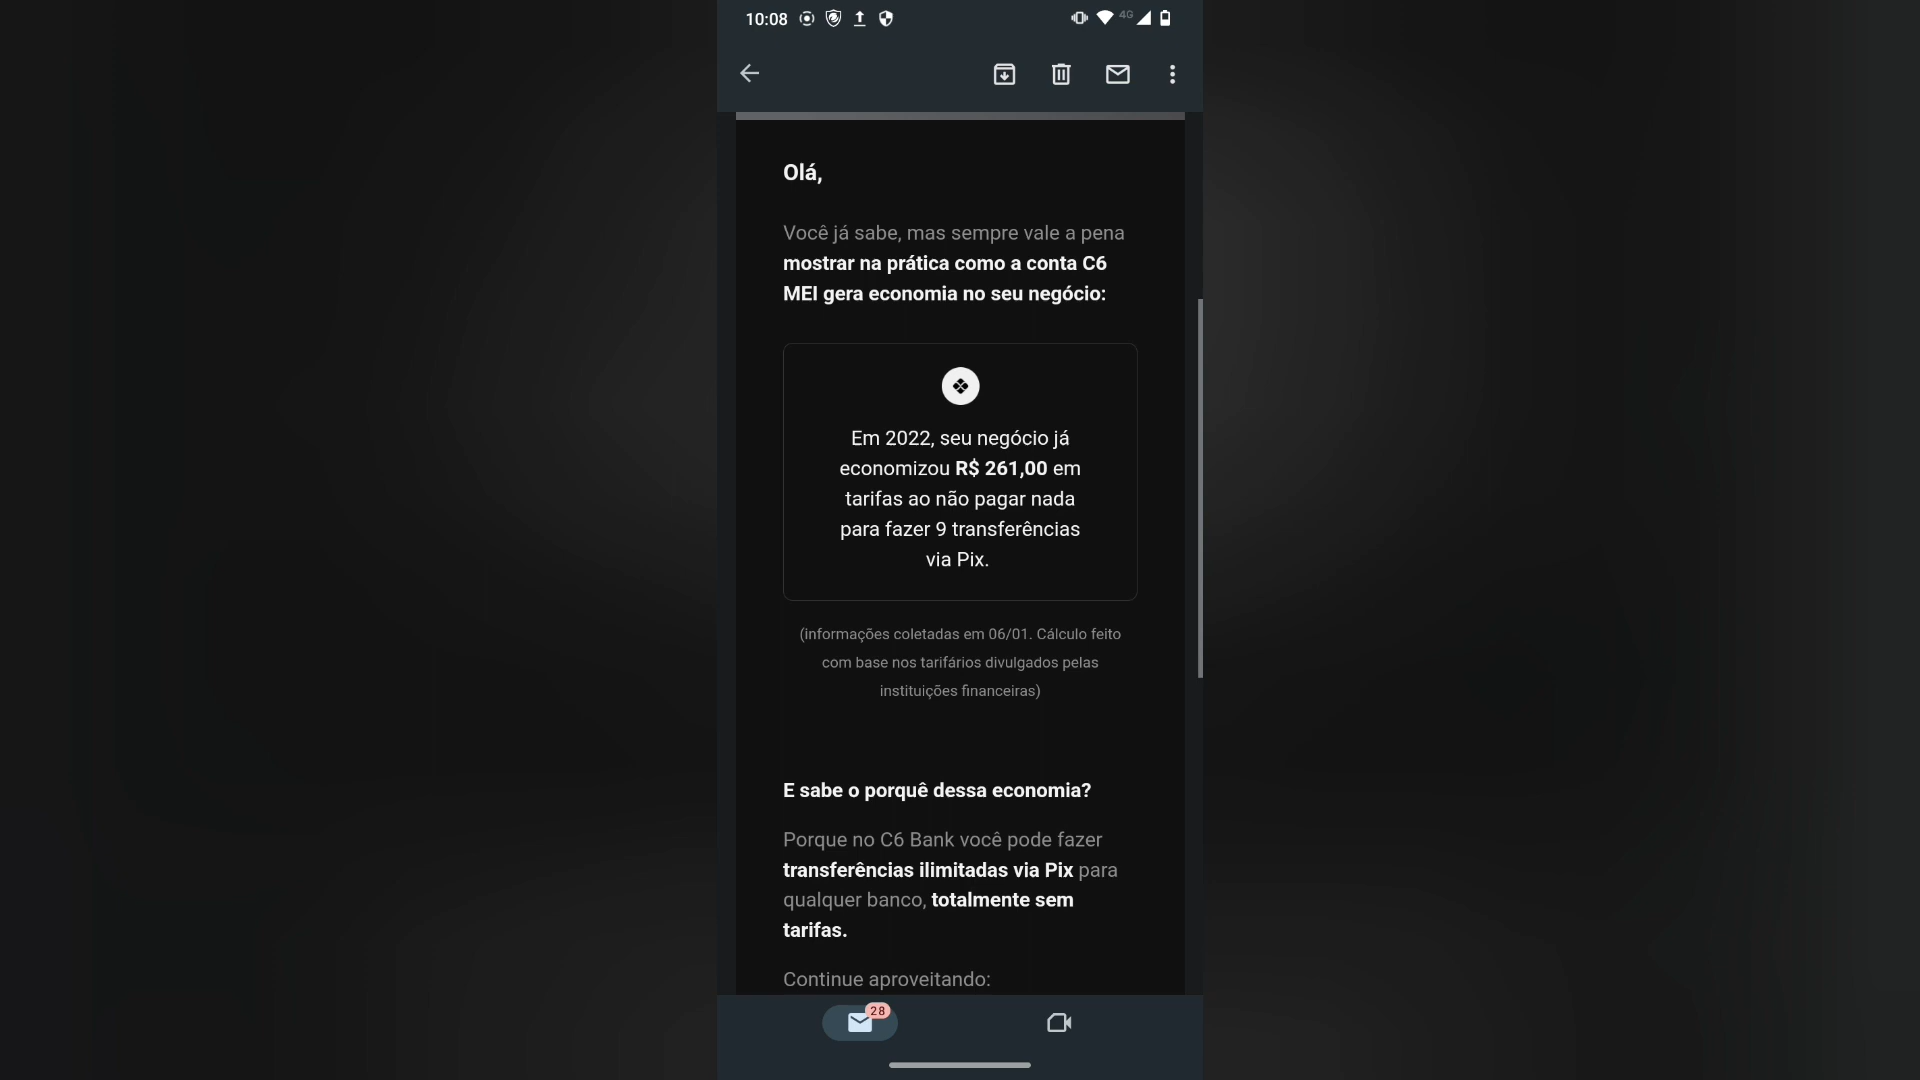 10:08
4G
Olá,
Você já sabe, mas sempre vale a pena
mostrar na prática como a conta C6
MEI gera economia no seu negócio:
Em 2022, seu negócio já
economizou R$ 261,00 em
tarifas ao não pagar nada
para fazer 9 transferências
via Pix.
(informações coletadas em 06/01. Cálculo feito
com base nos tarifários divulgados pelas
instituições financeiras)
E sabe o porquê dessa economia?
Porque no C6 Bank você pode fazer
transferências ilimitadas via Pix para
qualquer banco, totalmente sem
tarifas.
Continue aproveitando:
28